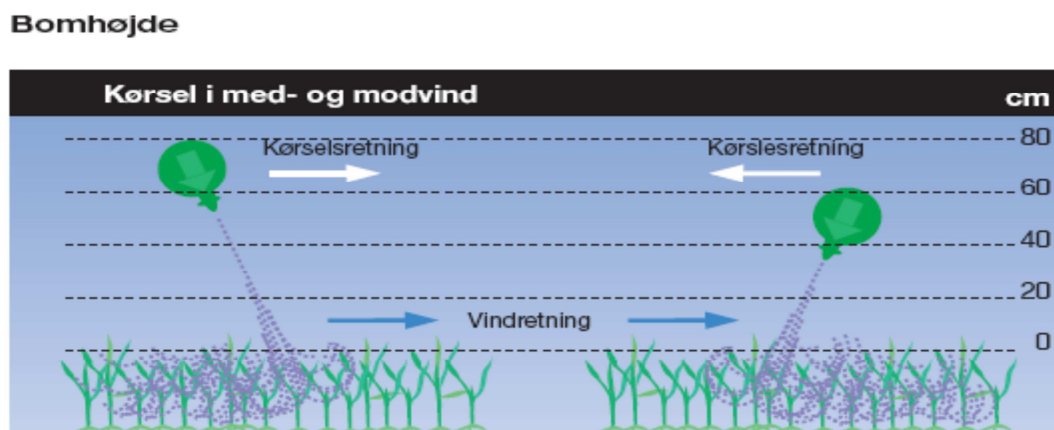 Bomhøjde
Kørsel i med- og modvind cm
80
Kørselsretning Kørslesretning
60
40
20
Vindretning
0